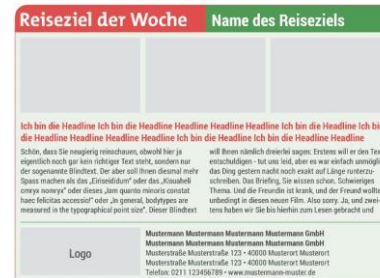 Reiseziel der Woche
Name des Reiseziels
Ich bin die Headline Ich bin die Headline Headline Headline Ich bin die Headline Ich bin
die Headline Headline Headline Headline Ich bin die Headline Ich bin die Headline Headline
Schön, dass Sie neugierig reinschauen, obwohl hier ja
eigentlich noch gar kein richtiger Text steht, sondern nur
der sogenannte Blindtext. Der aber soll Ihnen diesmal mehr
Spass machen als das „Eiriseididum“ oder das „Kisuaheli
omryx noneryx“ oder dieses „Iam quanto minoris constat
haec felicitas accessio!“ oder „In general, bodytypes are
measured in the typographical point size“. Dieser Blindtext
will Ihnen nämlich dreierlei sagen: Erstens will er den Tex
entschuldigen - tut uns leid, aber es war einfach unmöglic
das Ding gestern nacht noch exakt auf Länge runterzu-
schreiben. Das Briefing, Sie wissen schon. Schwieriges
Thema. Und die Freundin ist krank, und der Freund wollte
unbedingt in diesen neuen Film. Also sorry. Ja, und zwei-
tens haben wir Sie bis hierhin zum Lesen gebracht und
Logo
Mustermann Mustermann Mustermann Mustermann GmbH
Mustermann Mustermann Mustermann Mustermann GmbH
Musterstraße Musterstraße 123 • 40000 Musterort Musterort
Musterstraße Musterstraße 123 • 40000 Musterort Musterort
Telefon: 0211 123456789 • www.mustermann-muster.de